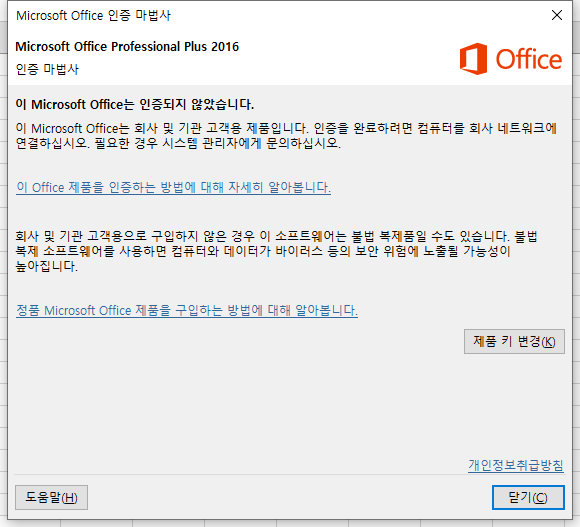 Microsoft Office 인증 마법사
Microsoft Office Professional Plus 2016
인증 마법사
Office
이 Microsoft Office는 인증되지 않았습니다.
이 Microsoft Office는 회사 및 기관 고객용 제품입니다. 인증을 완료하려면 컴퓨터를 회사 네트워크에
연결하십시오. 필요한 경우 시스템 관리자에게 문의하십시오.
이 Office 제품을 인증하는 방법에 대해 자세히 알아봅니다.
회사 및 기관 고객용으로 구입하지 않은 경우 이 소프트웨어는 불법 복제품일 수도 있습니다. 불법
복제 소프트웨어를 사용하면 컴퓨터와 데이터가 바이러스 등의 보안 위험에 노출될 가능성이
높아집니다.
정품 Microsoft Office 제품을 구입하는 방법에 대해 알아봅니다.
제품 키 변경(K)
개인정보취급방침
도움말(H)
닫기(C)